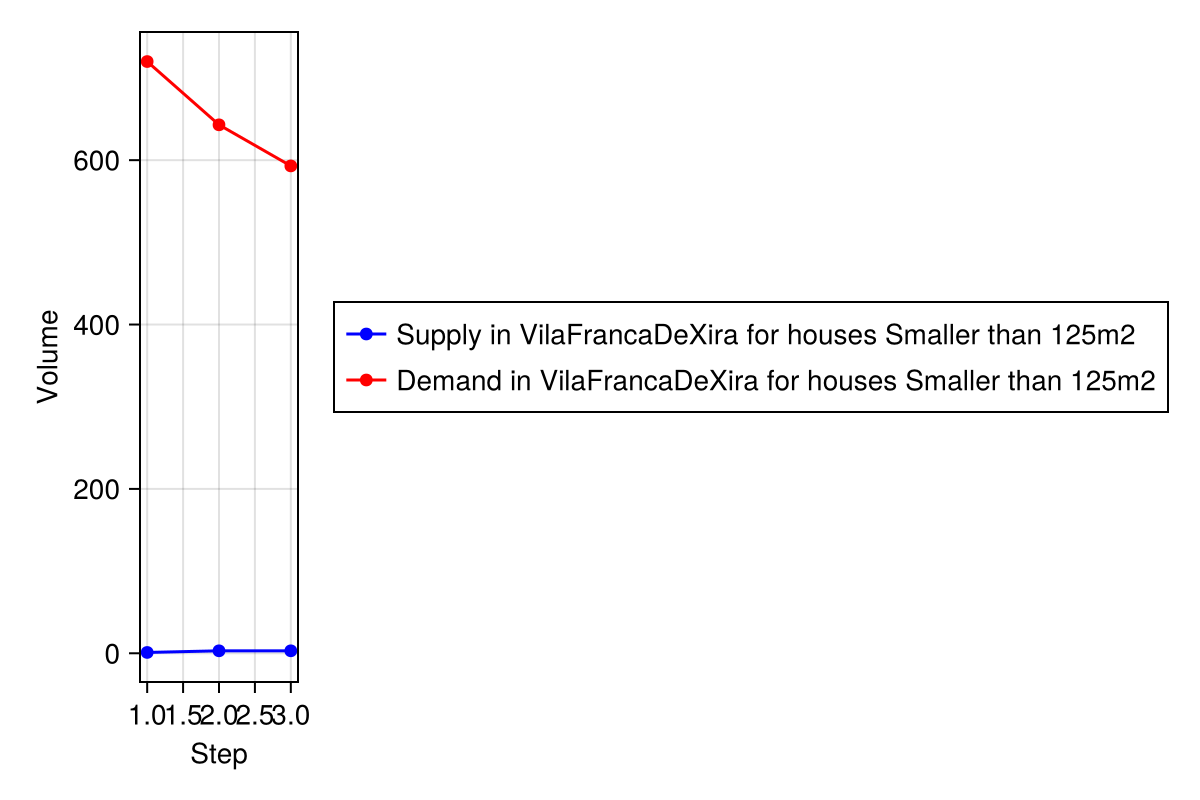 Volume
600
400
200
0
1.0 1.5 2.0 2.5 3.0
Step
Supply in VilaFrancaDeXira for houses Smaller than 125m2
Demand in VilaFrancaDeXira for houses Smaller than 125m2